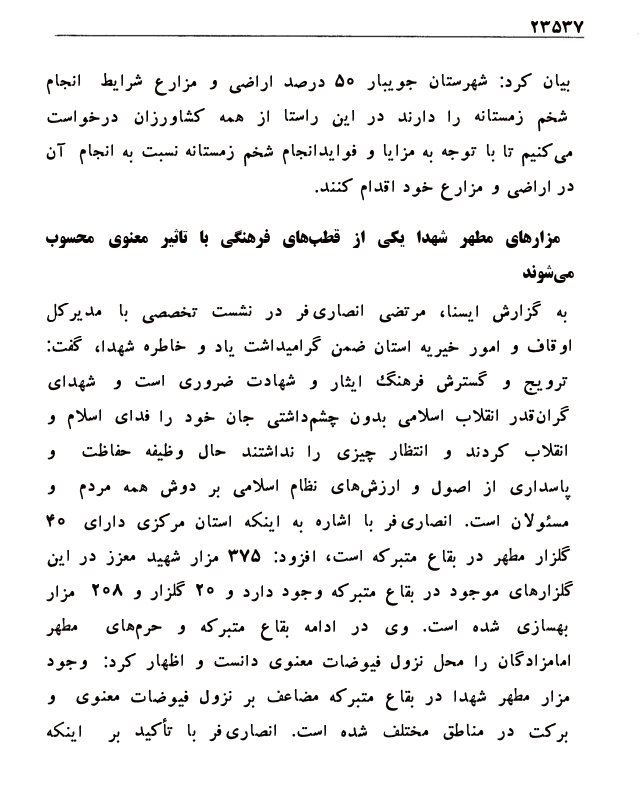 ۲۳۵۳۷
بیان کرد: شهرستان جویبار ۵۰ درصد اراضی و مزارع شرایط انجام
شخم زمستانه را دارند در این راستا از همه کشاورزان درخواست
می‌کنیم تا با توجه به مزایا و فوایدانجام شخم زمستانه نسبت به انجام آن
در اراضی و مزارع خود اقدام کنند.
مزارهای مطهر شهدا یکی از قطب‌های فرهنگی با تاثیر معنوی محسوب
می‌شوند
به گزارش ایسنا، مرتضی انصاری‌فر در نشست تخصصی با مدیرکل
اوقاف و امور خیریه استان ضمن گرامیداشت یاد و خاطره شهدا، گفت:
ترویج و گسترش فرهنگ ایثار و شهادت ضروری است و شهدای
گران‌قدر انقلاب اسلامی بدون چشم‌داشتی جان خود را فدای اسلام و
انقلاب کردند و انتظار چیزی را نداشتند حال وظیفه حفاظت و
پاسداری از اصول و ارزش‌های نظام اسلامی بر دوش همه مردم و
مسئولان است. انصاری‌فر با اشاره به اینکه استان مرکزی دارای ۴۰
گلزار مطهر در بقاع متبرکه است، افزود: ۳۷۵ مزار شهید معزز در این
گلزارهای موجود در بقاع متبرکه وجود دارد و ۲۰ گلزار و ۲۰۸ مزار
بهسازی شده است. وی در ادامه بقاع متبرکه و حرم‌های مطهر
امامزادگان را محل نزول فیوضات معنوی دانست و اظهار کرد: وجود
مزار مطهر شهدا در بقاع متبرکه مضاعف بر نزول فیوضات معنوی و
برکت در مناطق مختلف شده است. انصاری‌فر با تأکید بر اینکه